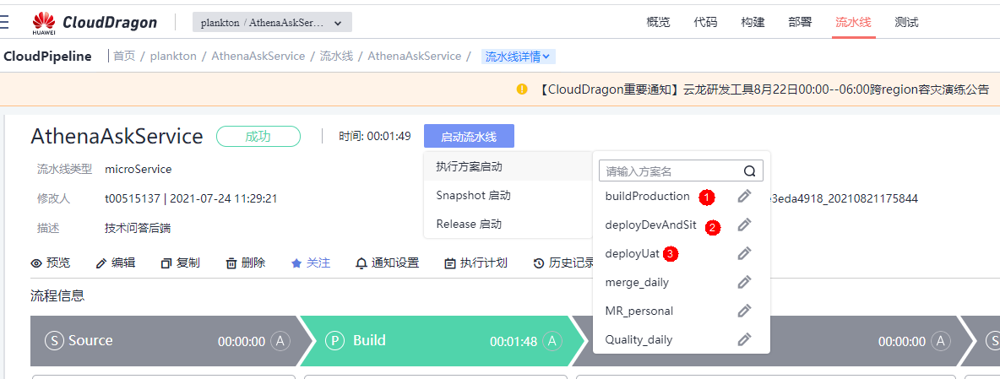 HUAWEI CloudDragon plankton / AthenaAskSer... 概览 代码 构建 部署 流水线 测试
CloudPipeline 首页 / plankton / AthenaAskService / 流水线 / AthenaAskService / 流水线详情
【CloudDragon重要通知】云龙研发工具8月22日00:00--06:00跨region容灾演练公告
AthenaAskService 成功 时间: 00:01:49 启动流水线
执行方案启动 请输入方案名
流水线类型 microService
Snapshot 启动 buildProduction 1
修改人 t00515137 | 2021-07-24 11:29:21 3eda4918_20210821175844
Release 启动 deployDevAndSit 2
描述 技术问答后端
deployUat 3
预览 编辑 复制 删除 关注 通知设置 执行计划 历史记录
merge_daily
流程信息
MR_personal
S Source 00:00:00 A P Build 00:01:48 A 00:00:00 A S
Quality_daily